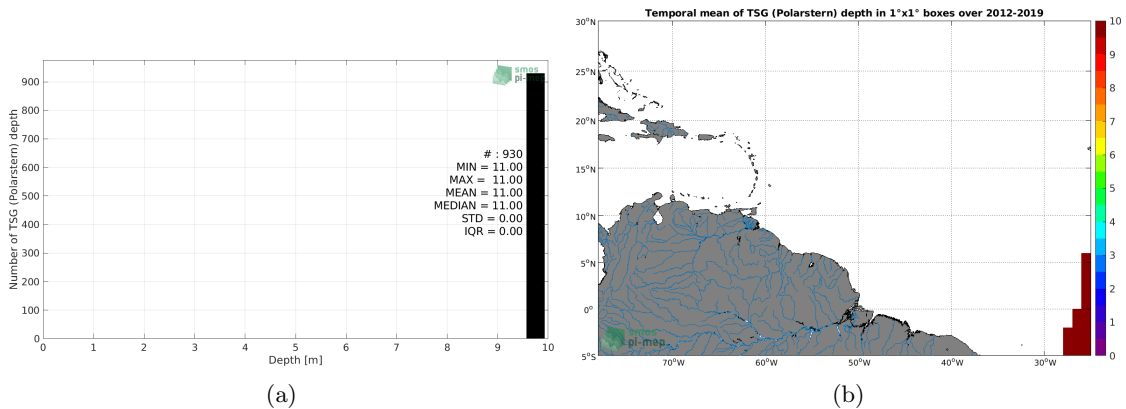 smos
pi-mep
Number of TSG (Polarstern) depth
900
800
700
600
500
400
300
200
100
0
# : 930
MIN = 11.00
MAX = 11.00
MEAN = 11.00
MEDIAN = 11.00
STD = 0.00
IQR = 0.00
0 1 2 3 4 5 6 7 8 9 10
Depth [m]
(a)
Temporal mean of TSG (Polarstern) depth in 1°x1° boxes over 2012-2019
30°N
25°N
20°N
15°N
10°N
5°N
0°
5°S
70°W 60°W 50°W 40°W 30°W
smos
pi-mep
10
9
8
7
6
5
4
3
2
1
0
(b)